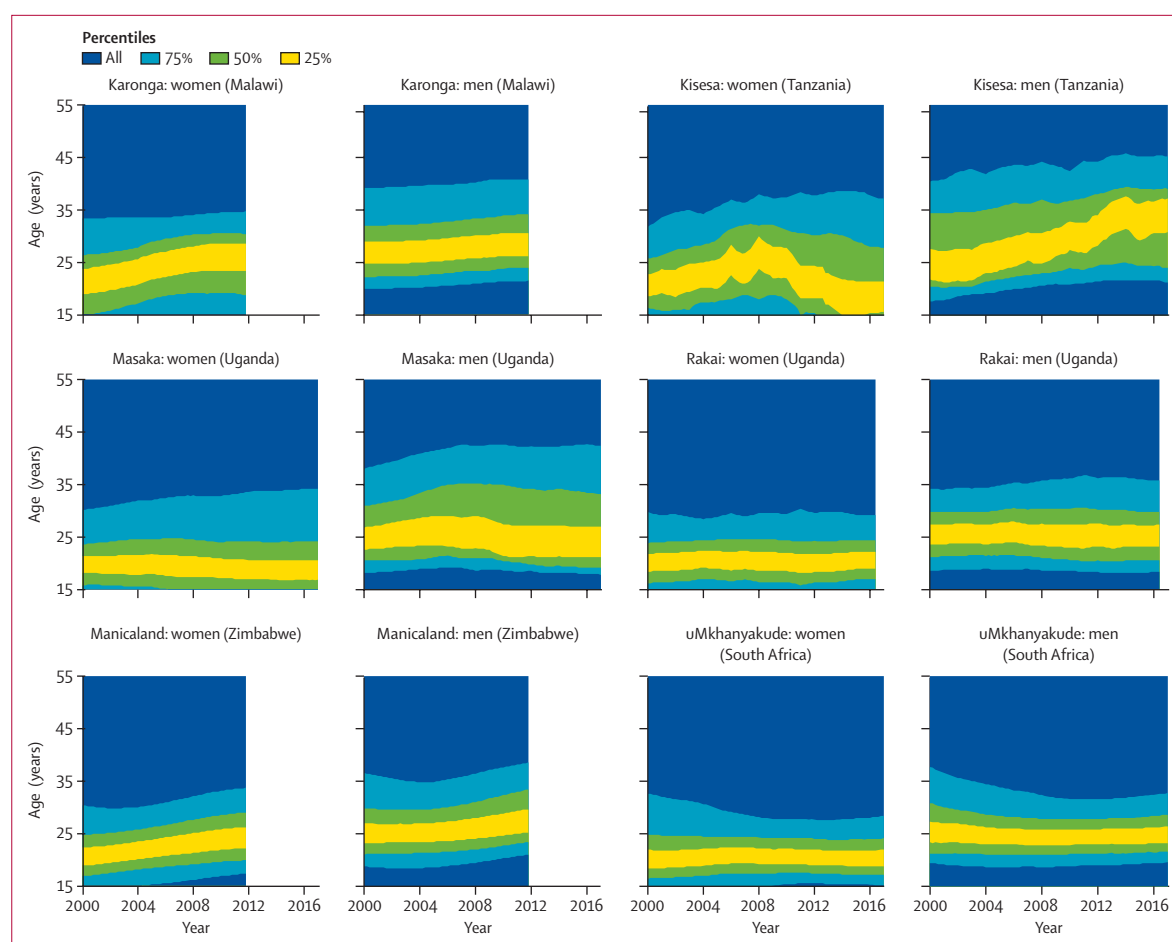 Percentiles
All 75% 50% 25%
Karonga: women (Malawi) Karonga: men (Malawi) Kisesa: women (Tanzania) Kisesa: men (Tanzania)
55
45
35
25
15
Age (years)
Masaka: women (Uganda) Masaka: men (Uganda) Rakai: women (Uganda) Rakai: men (Uganda)
55
45
35
25
15
Age (years)
Manicaland: women (Zimbabwe) Manicaland: men (Zimbabwe) uMkhanyakude: women uMkhanyakude: men
(South Africa) (South Africa)
55
45
35
25
15
Age (years)
2000 2004 2008 2012 2016 2000 2004 2008 2012 2016 2000 2004 2008 2012 2016 2000 2004 2008 2012 2016
Year Year Year Year